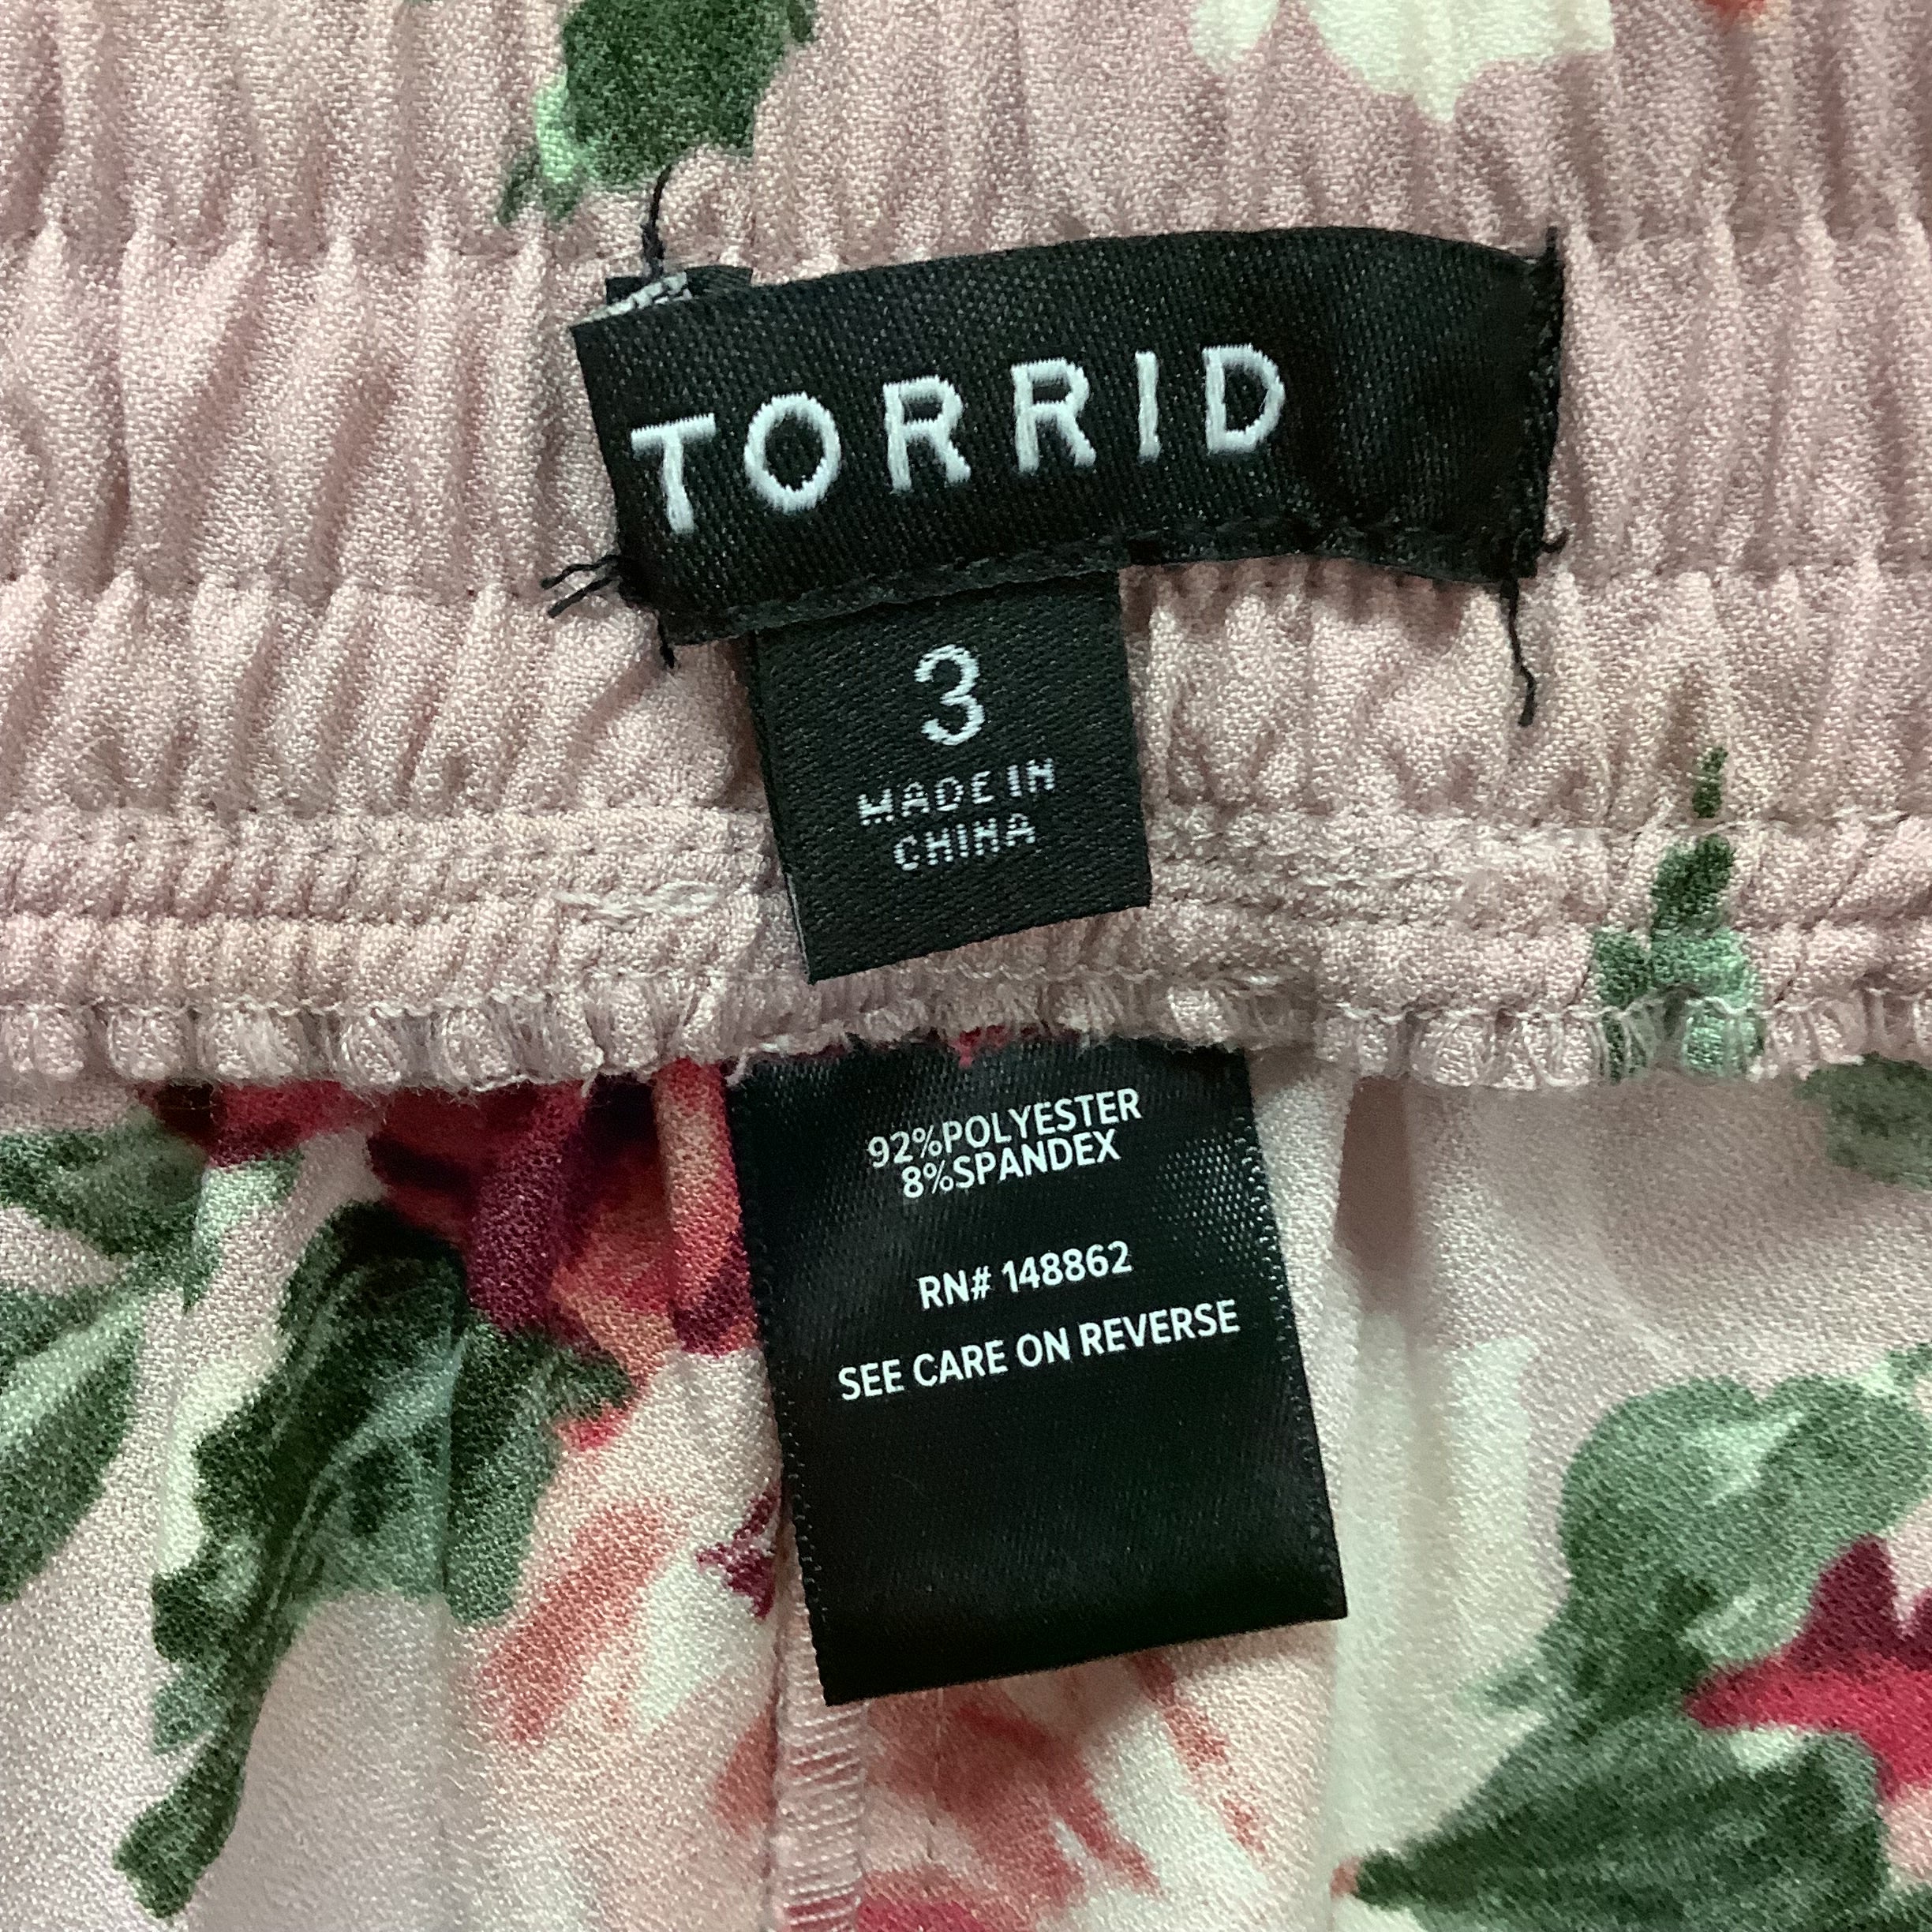 TORRID
3
MADE IN
CHINA
92%POLYESTER
8%SPANDEX
RN# 148862
SEE CARE ON REVERSE